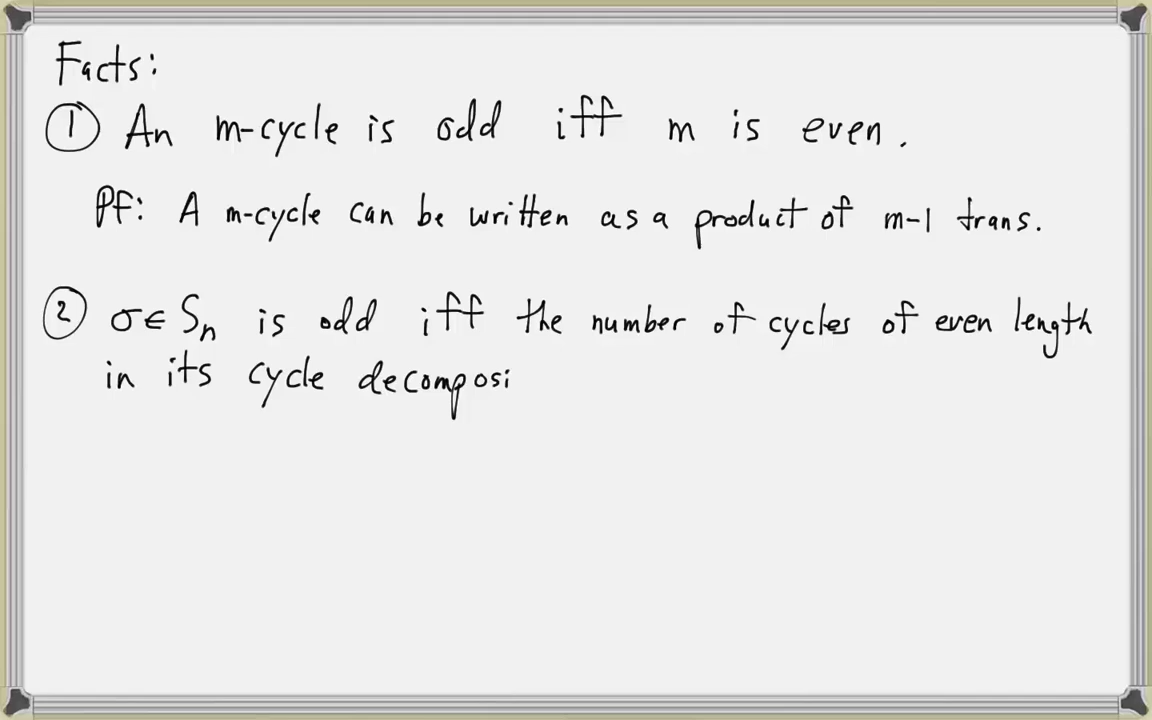 Facts:
① An m-cycle is odd iff m is even.
Pf: A m-cycle can be written as a product of m-1 trans.
② σ∈ Sn is odd iff the number of cycles of even length
in its cycle decomposi